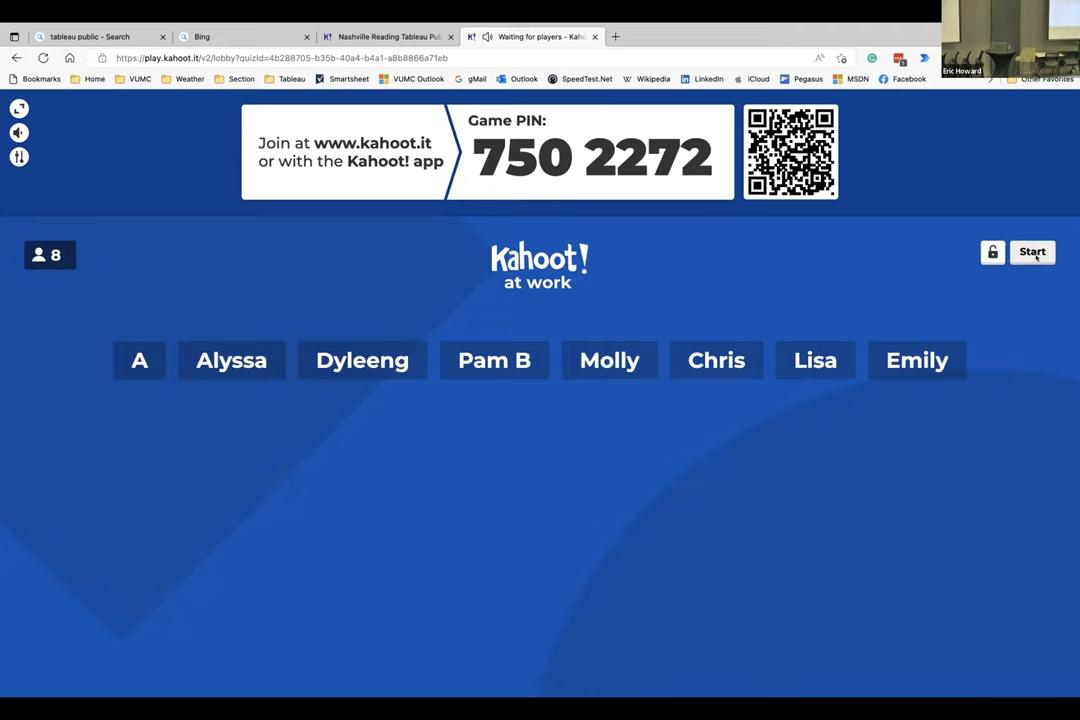 tableau public - Search
Bing
Nashville Reading Tableau Pub
Waiting for players - Kaho
https://play.kahoot.it/v2/lobby?quizId=4b288705-b35b-40a4-b4a1-a8b8866a71eb
Bookmarks Home VUMC Weather Section Tableau Smartsheet VUMC Outlook gMail Outlook SpeedTest.Net Wikipedia LinkedIn iCloud Pegasus MSDN Facebook Other Favorites
Eric Howard
Join at www.kahoot.it
or with the Kahoot! app
Game PIN:
750 2272
8
Kahoot!
at work
Start
A Alyssa Dyleeng Pam B Molly Chris Lisa Emily